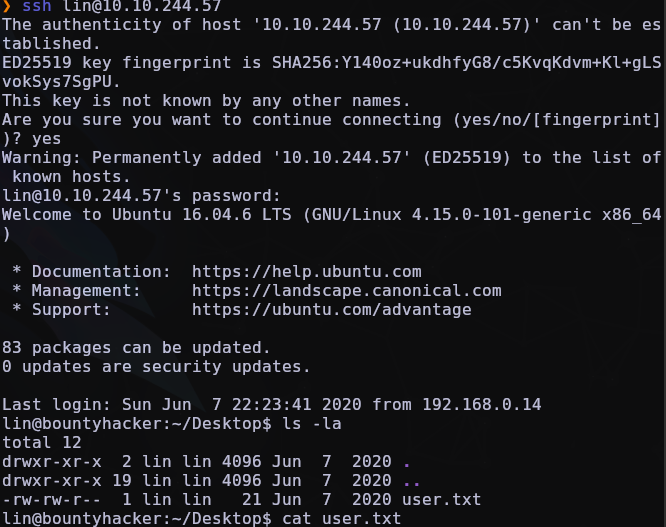 ❯ ssh lin@10.10.244.57
The authenticity of host '10.10.244.57 (10.10.244.57)' can't be es
tablished.
ED25519 key fingerprint is SHA256:Y140oz+ukdhfyG8/c5KvqKdvm+Kl+gLS
vokSys7SgPU.
This key is not known by any other names.
Are you sure you want to continue connecting (yes/no/[fingerprint]
)? yes
Warning: Permanently added '10.10.244.57' (ED25519) to the list of
 known hosts.
lin@10.10.244.57's password:
Welcome to Ubuntu 16.04.6 LTS (GNU/Linux 4.15.0-101-generic x86_64
)

 * Documentation:  https://help.ubuntu.com
 * Management:     https://landscape.canonical.com
 * Support:        https://ubuntu.com/advantage

83 packages can be updated.
0 updates are security updates.

Last login: Sun Jun  7 22:23:41 2020 from 192.168.0.14
lin@bountyhacker:~/Desktop$ ls -la
total 12
drwxr-xr-x  2 lin lin 4096 Jun  7  2020 .
drwxr-xr-x 19 lin lin 4096 Jun  7  2020 ..
-rw-rw-r--  1 lin lin   21 Jun  7  2020 user.txt
lin@bountyhacker:~/Desktop$ cat user.txt